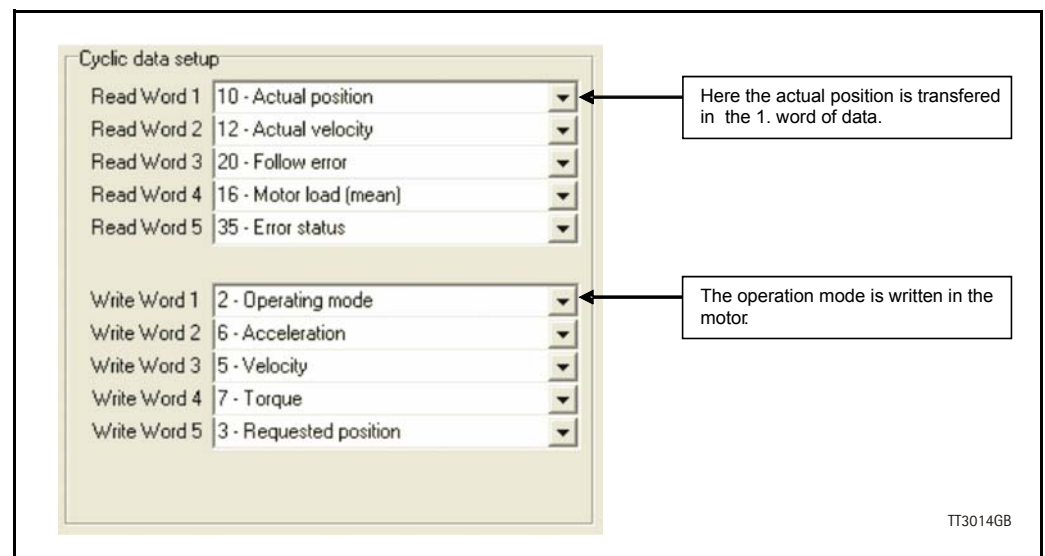 Cyclic data setup
Read Word 1 10 - Actual position
Here the actual position is transfered
in the 1. word of data.
Read Word 2 12 - Actual velocity
Read Word 3 20 - Follow error
Read Word 4 16 - Motor load (mean)
Read Word 5 35 - Error status
Write Word 1 2 - Operating mode
The operation mode is written in the
motor.
Write Word 2 6 - Acceleration
Write Word 3 5 - Velocity
Write Word 4 7 - Torque
Write Word 5 3 - Requested position
TT3014GB